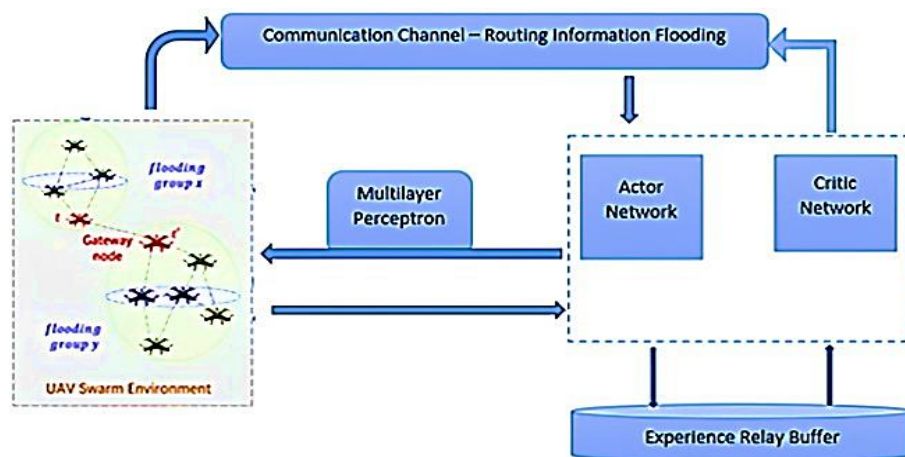 Communication Channel – Routing Information Flooding
flooding
group x
t
Gateway
node
t'
flooding
group y
UAV Swarm Environment
Multilayer
Perceptron
Actor
Network
Critic
Network
Experience Relay Buffer